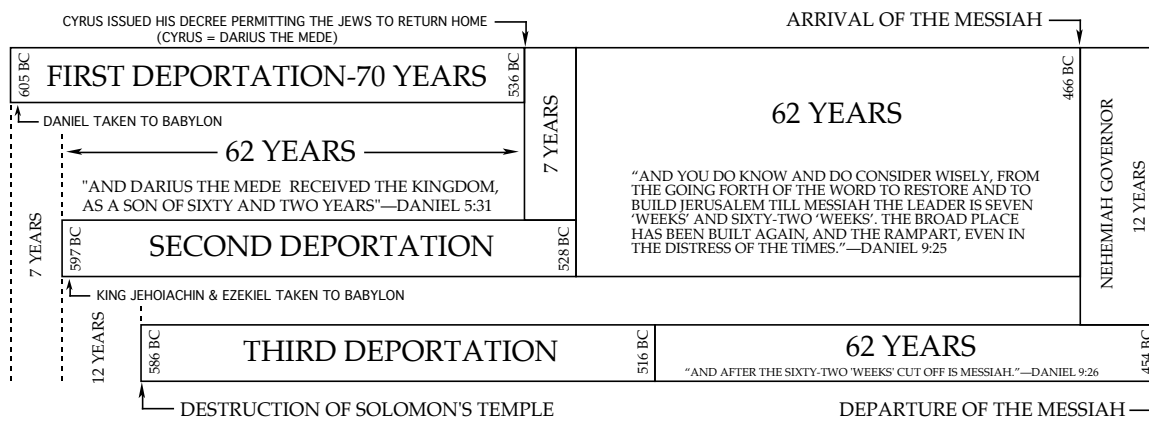 CYRUS ISSUED HIS DECREE PERMITTING THE JEWS TO RETURN HOME
(CYRUS = DARIUS THE MEDE)
ARRIVAL OF THE MESSIAH
605 BC
FIRST DEPORTATION-70 YEARS
536 BC
7 YEARS
62 YEARS
466 BC
NEHEMIAH GOVERNOR
12 YEARS
DANIEL TAKEN TO BABYLON
62 YEARS
"AND DARIUS THE MEDE RECEIVED THE KINGDOM,
AS A SON OF SIXTY AND TWO YEARS"—DANIEL 5:31
“AND YOU DO KNOW AND DO CONSIDER WISELY, FROM
THE GOING FORTH OF THE WORD TO RESTORE AND TO
BUILD JERUSALEM TILL MESSIAH THE LEADER IS SEVEN
‘WEEKS’ AND SIXTY-TWO ‘WEEKS’. THE BROAD PLACE
HAS BEEN BUILT AGAIN, AND THE RAMPART, EVEN IN
THE DISTRESS OF THE TIMES.”—DANIEL 9:25
7 YEARS
597 BC
SECOND DEPORTATION
528 BC
KING JEHOIACHIN & EZEKIEL TAKEN TO BABYLON
12 YEARS
586 BC
THIRD DEPORTATION
516 BC
62 YEARS
“AND AFTER THE SIXTY-TWO ‘WEEKS’ CUT OFF IS MESSIAH.”—DANIEL 9:26
454 BC
DESTRUCTION OF SOLOMON'S TEMPLE
DEPARTURE OF THE MESSIAH